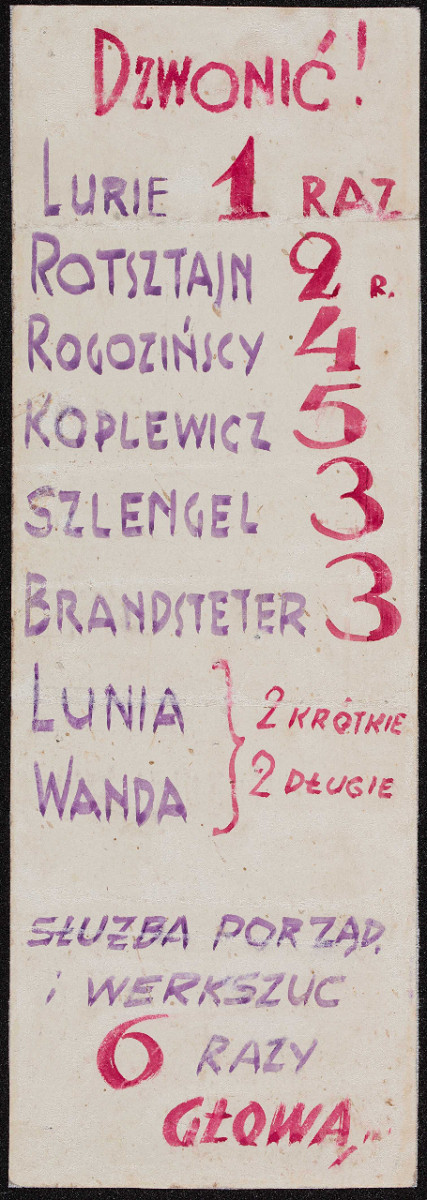 DZWONIĆ!
LURIE 1 RAZ
ROTSZTAJN 2 R.
ROGOZIŃSCY 4
KOPLEWICZ 5
SZLENGEL 3
BRANDSTETER 3
LUNIA } 2 KRÓTKIE
WANDA } 2 DŁUGIE
SŁUŻBA PORZĄD.
i WERKSZUC
6 RAZY
GŁOWĄ...